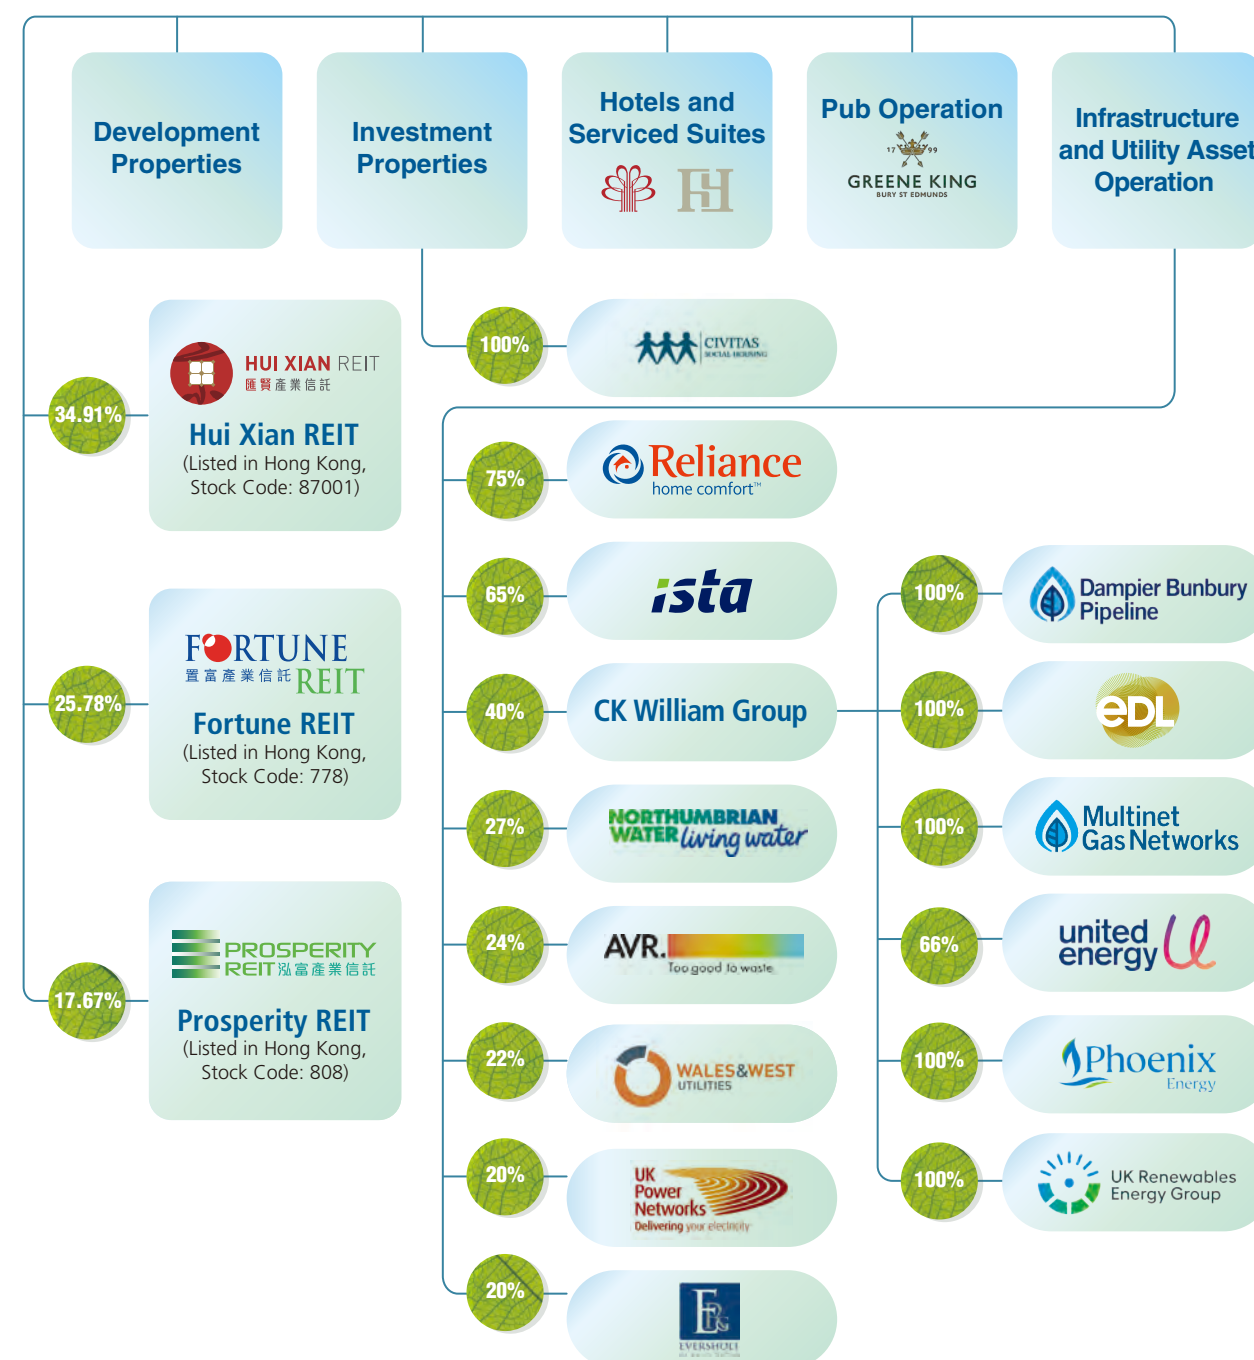 Development
Properties
Investment
Properties
Hotels and
Serviced Suites
Pub Operation
17 99
GREENE KING
BURY ST EDMUNDS
Infrastructure
and Utility Asset
Operation
34.91%
HUI XIAN REIT
匯賢產業信託
Hui Xian REIT
(Listed in Hong Kong,
Stock Code: 87001)
25.78%
FORTUNE
置富產業信託 REIT
Fortune REIT
(Listed in Hong Kong,
Stock Code: 778)
17.67%
PROSPERITY
REIT 泓富產業信託
Prosperity REIT
(Listed in Hong Kong,
Stock Code: 808)
100%
CIVITAS
SOCIAL HOUSING
75%
Reliance
home comfort™
65%
ista
40%
CK William Group
27%
NORTHUMBRIAN
WATER living water
24%
AVR.
Too good to waste
22%
WALES&WEST
UTILITIES
20%
UK
Power
Networks
Delivering your electricity
20%
ERG
EVERSHOLT
100%
Dampier Bunbury
Pipeline
100%
eDL
100%
Multinet
Gas Networks
66%
united
energy
100%
Phoenix
Energy
100%
UK Renewables
Energy Group